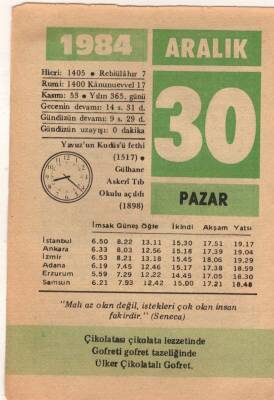 1984 ARALIK
Hicri: 1405 • Rebiülâhır 7
Rumi: 1400 Kânunuevvel 17
Kasım: 53 • Yılın 365. günü
Gecenin devamı: 14 s. 31 d.
Gündüzün devamı: 9 s. 29 d.
Gündüzün uzayışı: 0 dakika
30
Yavuz'un Kudüs'ü fethi
(1517) •
Gülhane
Askerî Tıb
Okulu açıldı
(1898)
PAZAR
İmsak Güneş Öğle İkindi Akşam Yatsı
İstanbul 6.50 8.22 13.11 15.30 17.51 19.17
Ankara 6.33 8.03 12.56 15.18 17.39 19.04
İzmir 6.53 8.21 13.18 15.45 18.06 19.29
Adana 6.19 7.45 12.46 15.17 17.38 18.59
Erzurum 5.59 7.29 12.22 14.45 17.05 18.30
Samsun 6.21 7.53 12.42 15.00 17.21 18.48
"Malı az olan değil, istekleri çok olan insan
fakirdir." (Seneca)
Çikolatası çikolata lezzetinde
Gofreti gofret tazeliğinde
Ülker Çikolatalı Gofret.